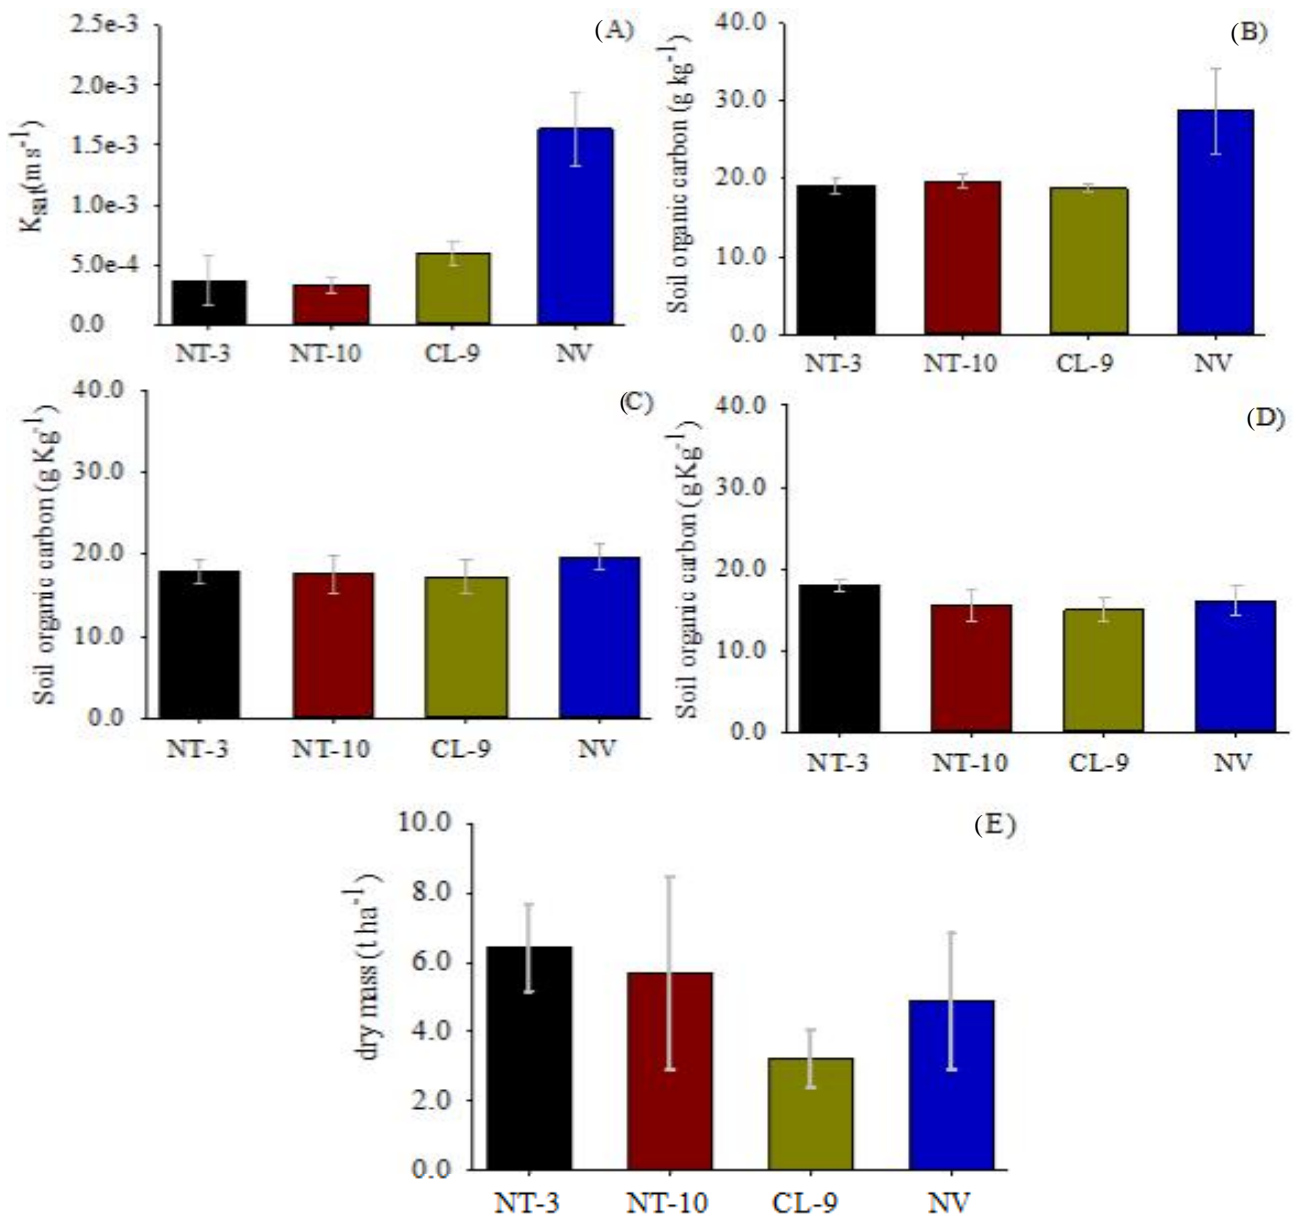 (A)
K_sat (m s⁻¹)
2.5e-3
2.0e-3
1.5e-3
1.0e-3
5.0e-4
0.0
NT-3 NT-10 CL-9 NV
(B)
Soil organic carbon (g kg⁻¹)
40.0
30.0
20.0
10.0
0.0
NT-3 NT-10 CL-9 NV
(C)
Soil organic carbon (g Kg⁻¹)
40.0
30.0
20.0
10.0
0.0
NT-3 NT-10 CL-9 NV
(D)
Soil organic carbon (g Kg⁻¹)
40.0
30.0
20.0
10.0
0.0
NT-3 NT-10 CL-9 NV
(E)
dry mass (t ha⁻¹)
10.0
8.0
6.0
4.0
2.0
0.0
NT-3 NT-10 CL-9 NV